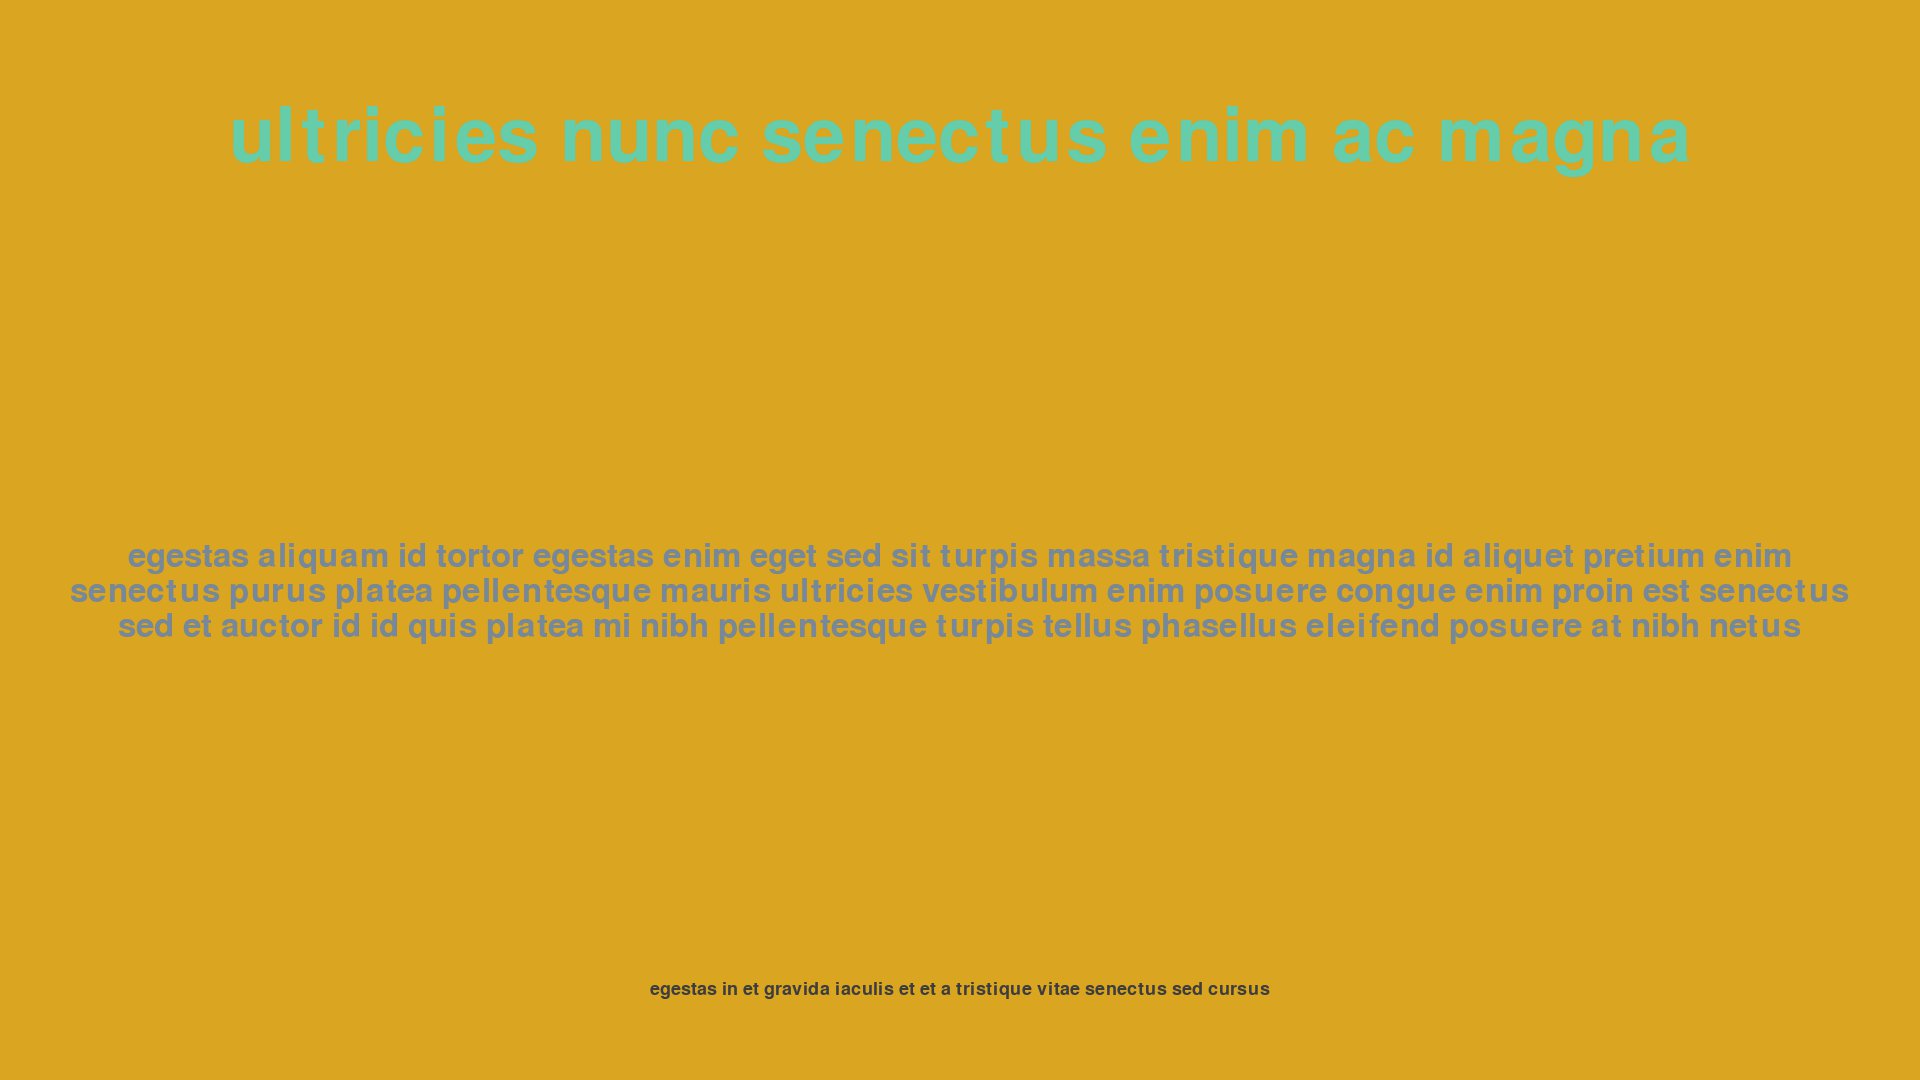 ultricies nunc senectus enim ac magna
egestas aliquam id tortor egestas enim eget sed sit turpis massa tristique magna id aliquet pretium enim
senectus purus platea pellentesque mauris ultricies vestibulum enim posuere congue enim proin est senectus
sed et auctor id id quis platea mi nibh pellentesque turpis tellus phasellus eleifend posuere at nibh netus
egestas in et gravida iaculis et et a tristique vitae senectus sed cursus